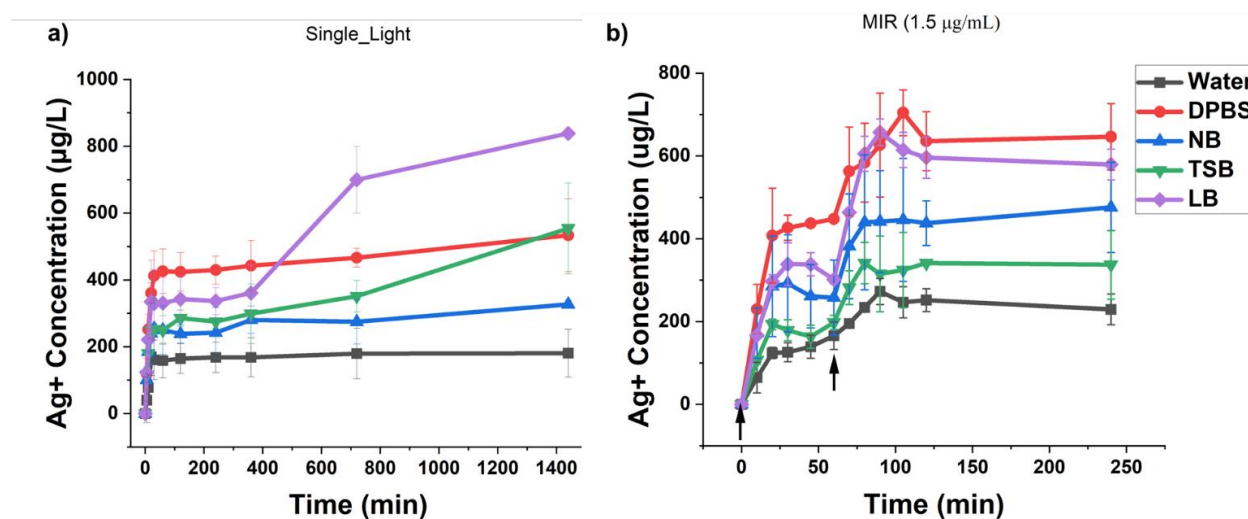 a)
Single_Light
Ag+ Concentration (µg/L)
1000
800
600
400
200
0
0 200 400 600 800 1000 1200 1400
Time (min)
b)
MIR (1.5 µg/mL)
Ag+ Concentration (ug/L)
800
600
400
200
0
0 50 100 150 200 250
Time (min)
Water
DPBS
NB
TSB
LB